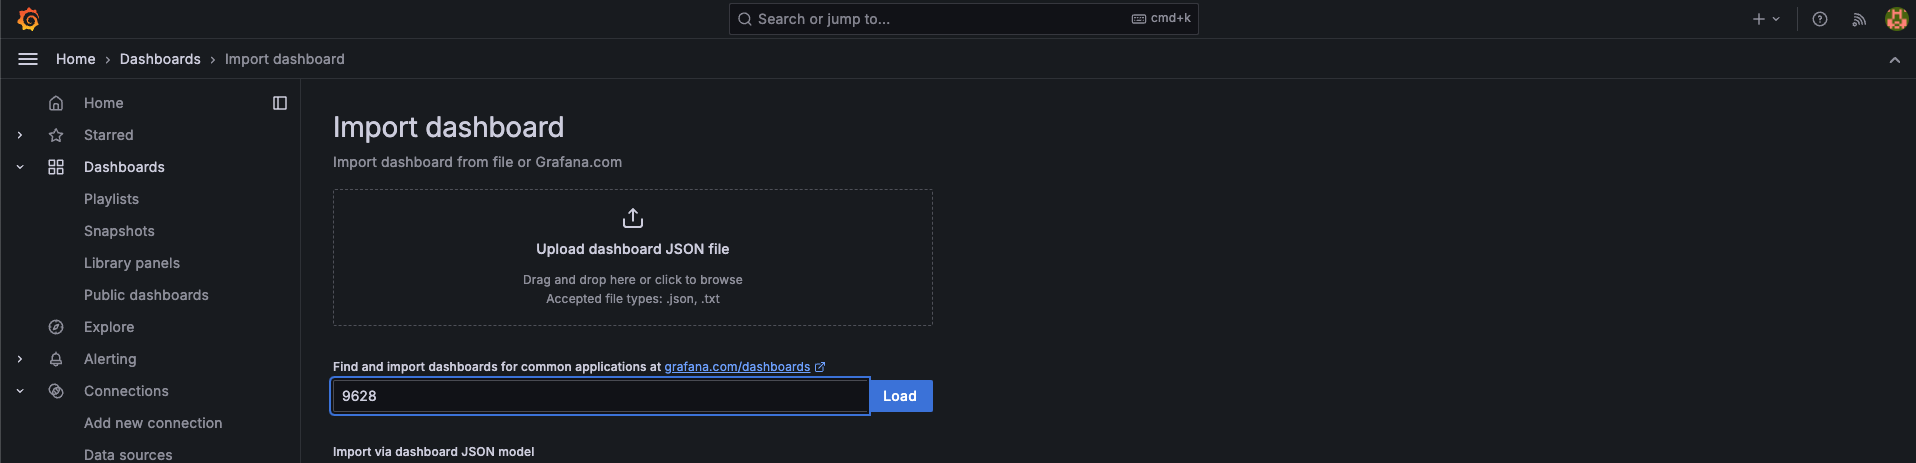 Search or jump to...
cmd+k
Home › Dashboards › Import dashboard
Home
Starred
Dashboards
Playlists
Snapshots
Library panels
Public dashboards
Explore
Alerting
Connections
Add new connection
Data sources
Import dashboard
Import dashboard from file or Grafana.com
Upload dashboard JSON file
Drag and drop here or click to browse
Accepted file types: .json, .txt
Find and import dashboards for common applications at grafana.com/dashboards
9628
Load
Import via dashboard JSON model